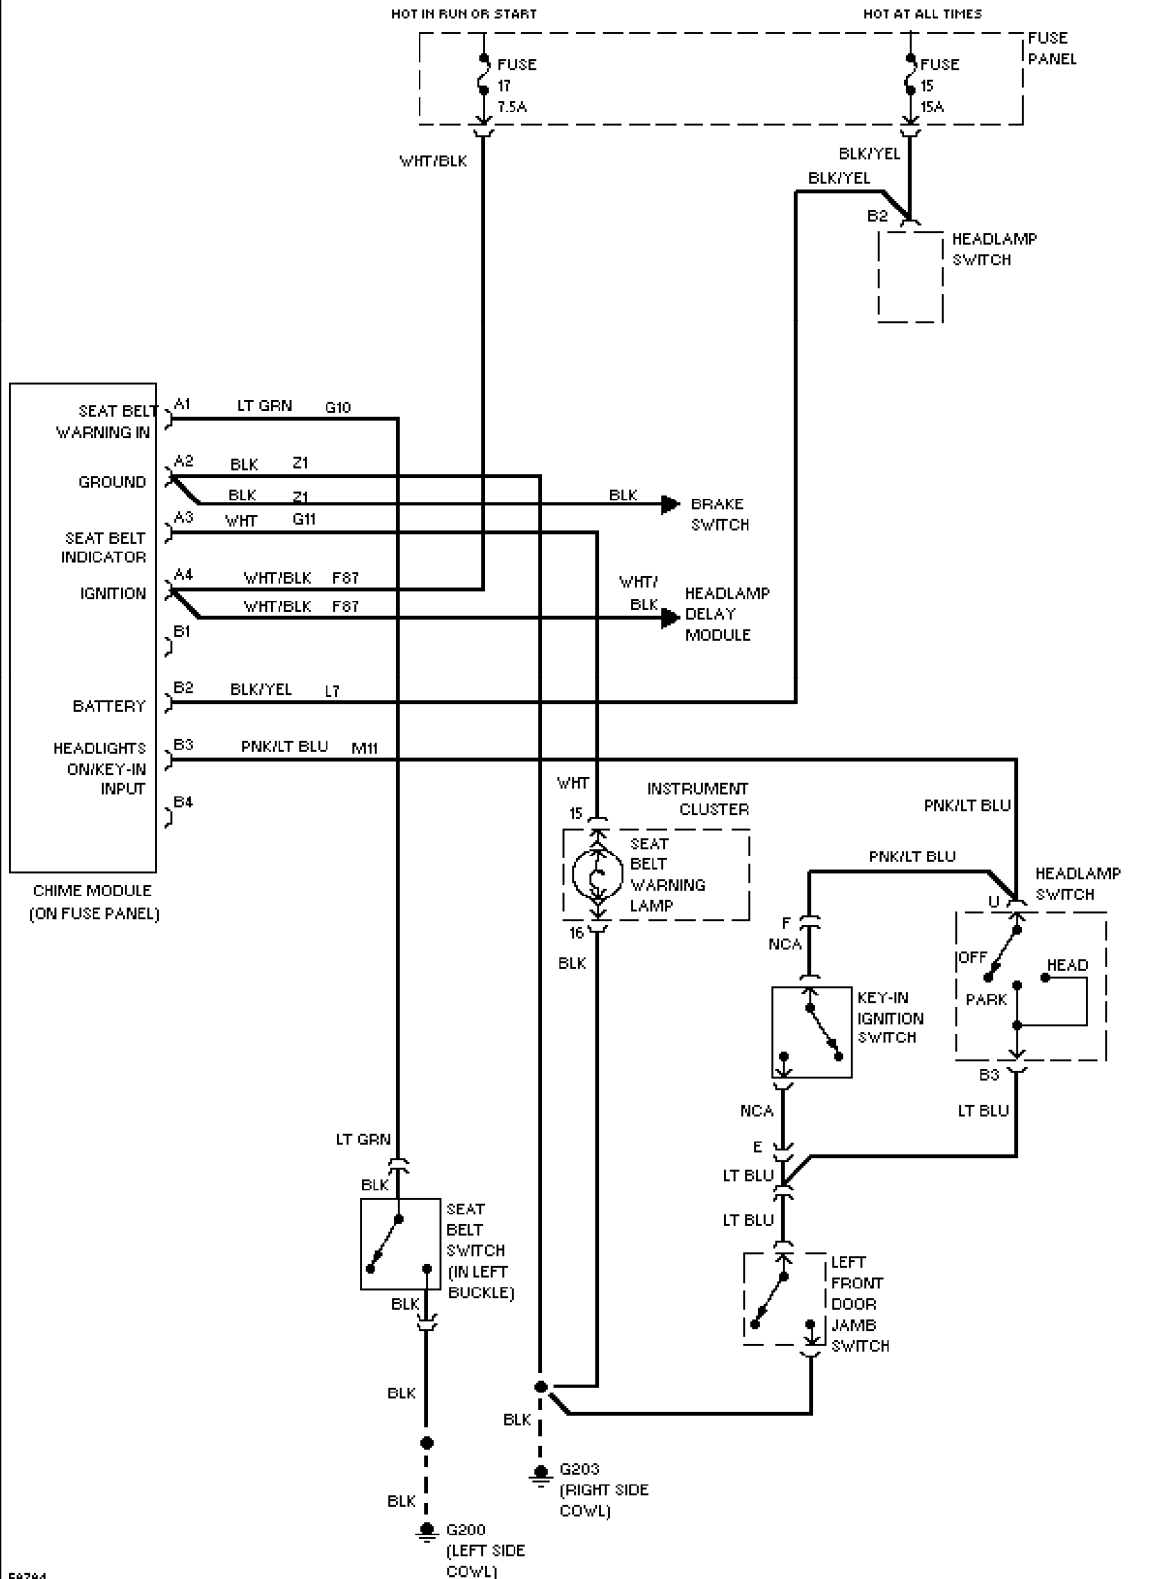 HOT IN RUN OR START
HOT AT ALL TIMES
FUSE
PANEL
FUSE
17
7.5A
FUSE
15
15A
WHT/BLK
BLK/YEL
BLK/YEL
B2
HEADLAMP
SWITCH
SEAT BELT
WARNING IN
A1
LT GRN
G10
GROUND
A2
BLK
Z1
BLK
Z1
BLK
BRAKE
SWITCH
SEAT BELT
INDICATOR
A3
WHT
G11
IGNITION
A4
WHT/BLK
F87
WHT/BLK
F87
WHT/
BLK
HEADLAMP
DELAY
MODULE
B1
BATTERY
B2
BLK/YEL
L7
HEADLIGHTS
ON/KEY-IN
INPUT
B3
PNK/LT BLU
M11
B4
CHIME MODULE
(ON FUSE PANEL)
WHT
15
INSTRUMENT
CLUSTER
SEAT
BELT
WARNING
LAMP
16
BLK
PNK/LT BLU
PNK/LT BLU
HEADLAMP
SWITCH
U
F
NCA
OFF
HEAD
PARK
KEY-IN
IGNITION
SWITCH
B3
LT BLU
NCA
E
LT BLU
LT BLU
LT GRN
BLK
SEAT
BELT
SWITCH
(IN LEFT
BUCKLE)
BLK
LEFT
FRONT
DOOR
JAMB
SWITCH
BLK
BLK
G203
(RIGHT SIDE
COWL)
BLK
G200
(LEFT SIDE
COWL)